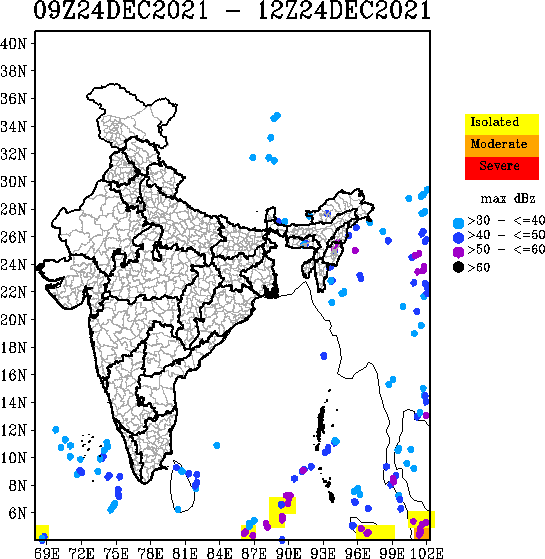 09Z24DEC2021 - 12Z24DEC2021
40N
38N
36N
34N
32N
30N
28N
26N
24N
22N
20N
18N
16N
14N
12N
10N
8N
6N
69E 72E 75E 78E 81E 84E 87E 90E 93E 96E 99E 102E
Isolated
Moderate
Severe
max dBz
>30 - <=40
>40 - <=50
>50 - <=60
>60